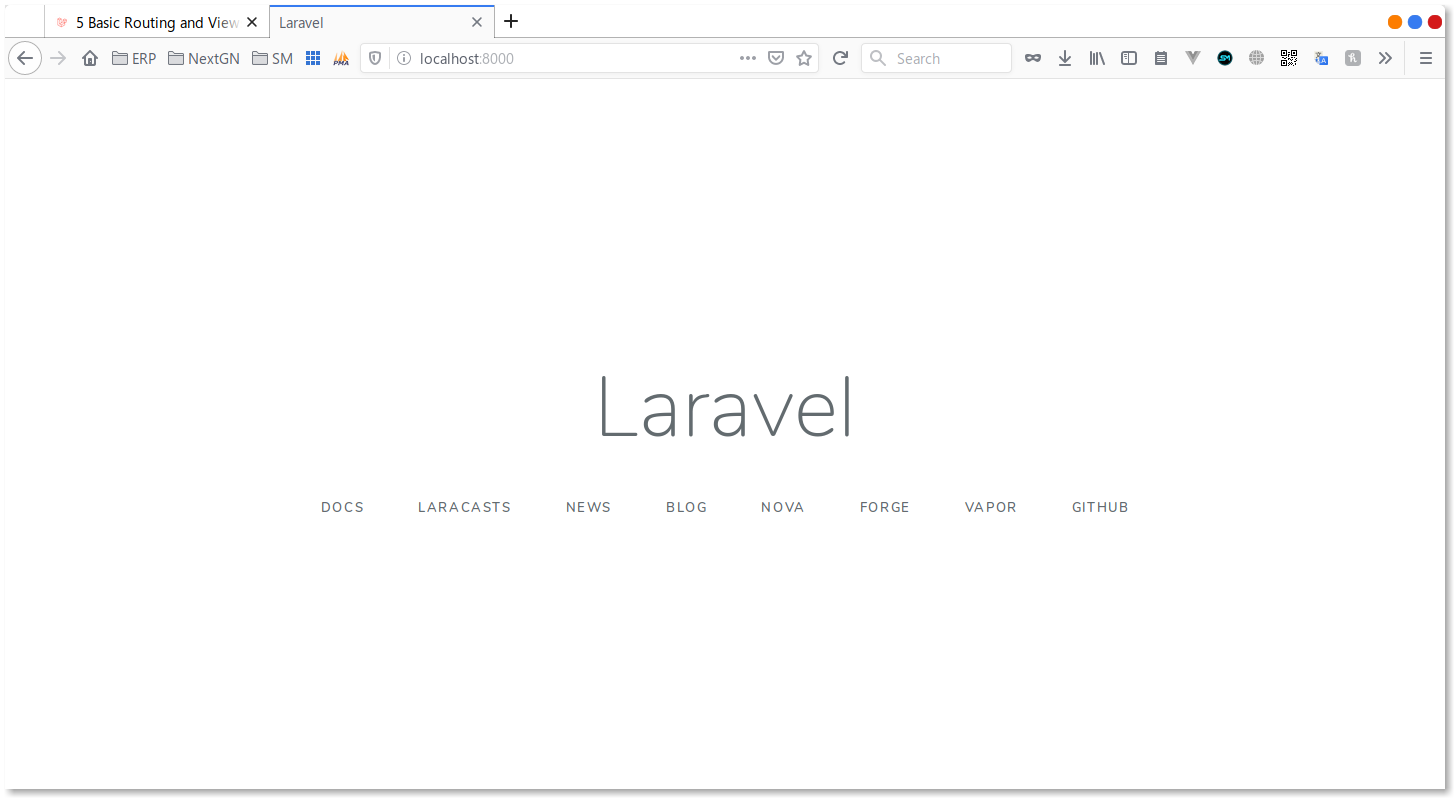 5 Basic Routing and View
Laravel
ERP NextGN SM PMA localhost:8000 Search
Laravel
DOCS LARACASTS NEWS BLOG NOVA FORGE VAPOR GITHUB